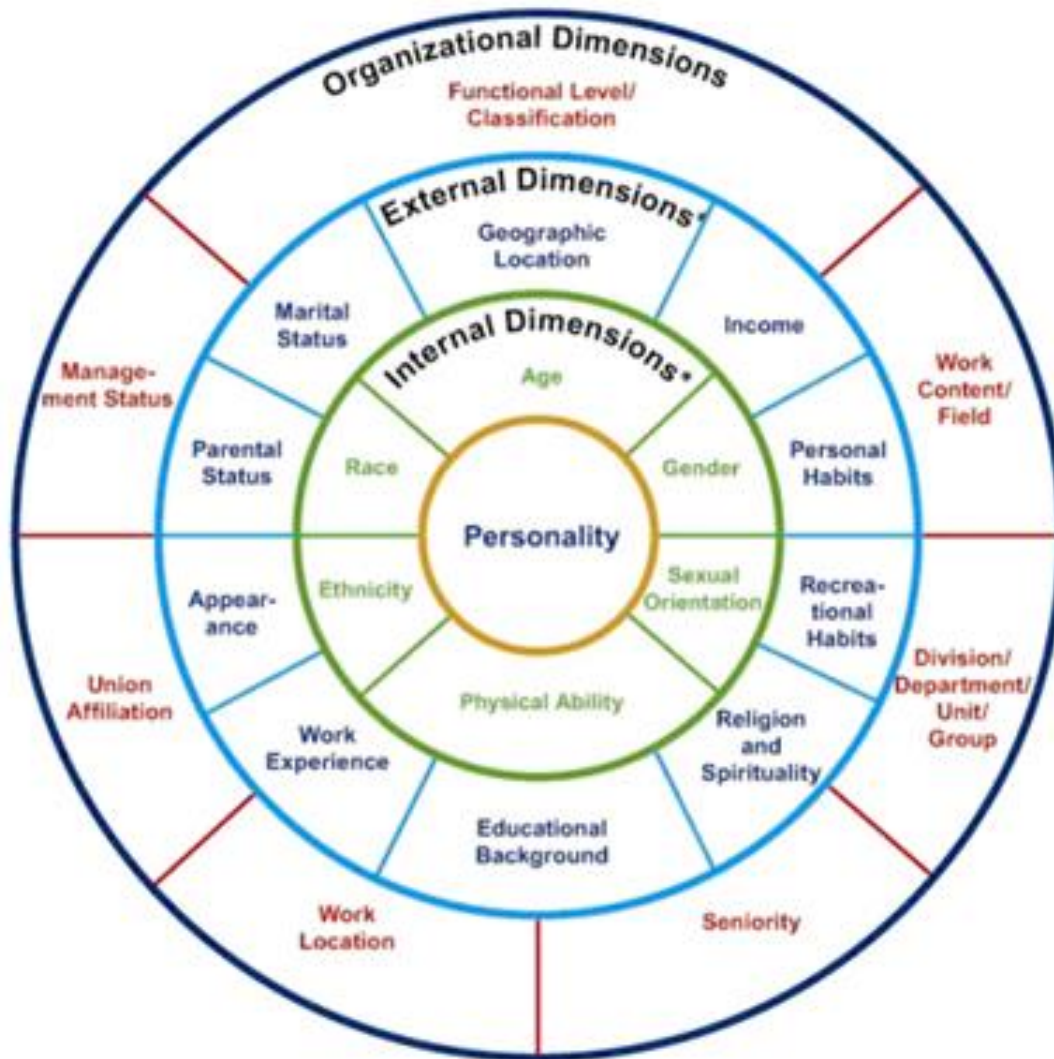 Organizational Dimensions
Functional Level/
Classification
External Dimensions*
Geographic
Location
Marital
Status
Income
Internal Dimensions*
Age
Manage-
ment Status
Work
Content/
Field
Parental
Status
Race
Gender
Personal
Habits
Personality
Appear-
ance
Ethnicity
Sexual
Orientation
Recrea-
tional
Habits
Union
Affiliation
Division/
Department/
Unit/
Group
Physical Ability
Work
Experience
Religion
and
Spirituality
Educational
Background
Work
Location
Seniority